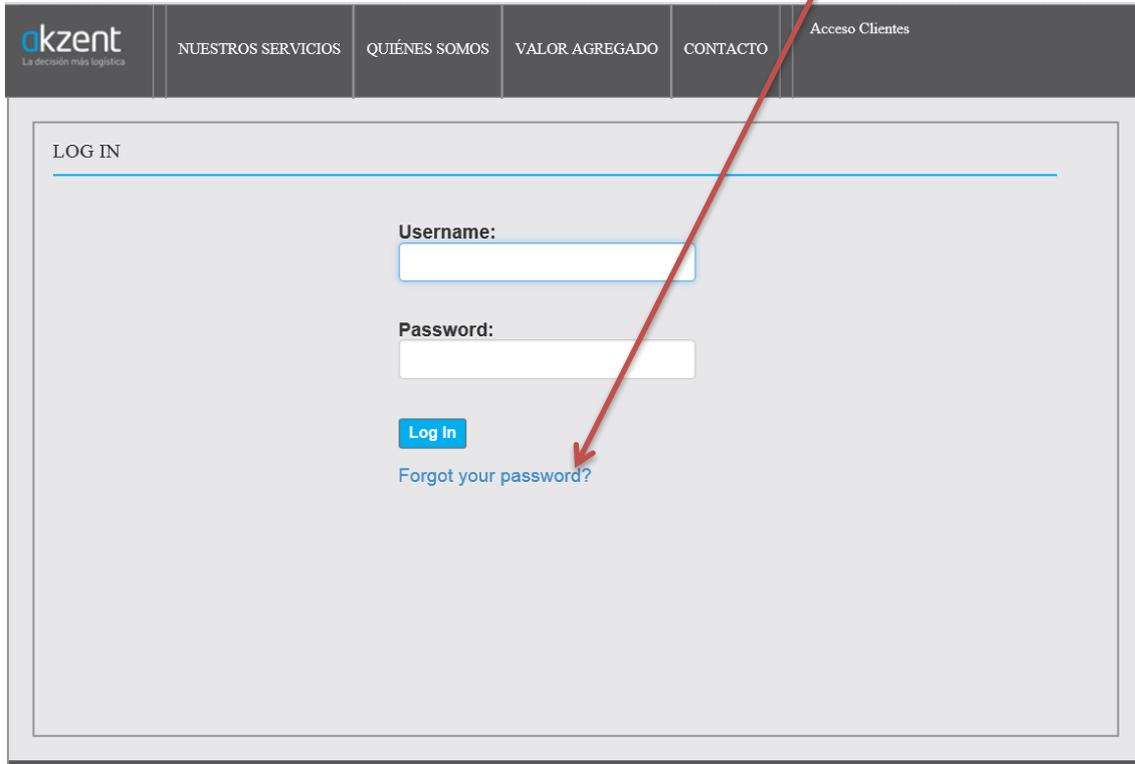 akzent
La decisión más logística
NUESTROS SERVICIOS
QUIÉNES SOMOS
VALOR AGREGADO
CONTACTO
Acceso Clientes
LOG IN
Username:
Password:
Log In
Forgot your password?